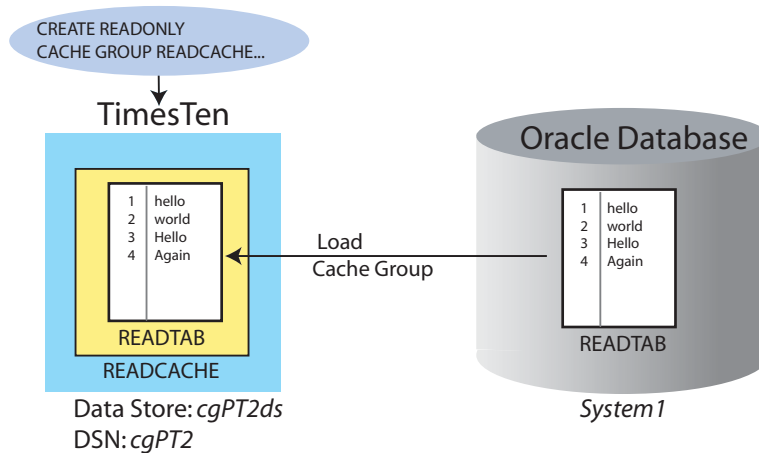 CREATE READONLY
CACHE GROUP READCACHE...
TimesTen
1 hello
2 world
3 Hello
4 Again
READTAB
READCACHE
Data Store: cgPT2ds
DSN: cgPT2
Load
Cache Group
Oracle Database
1 hello
2 world
3 Hello
4 Again
READTAB
System1